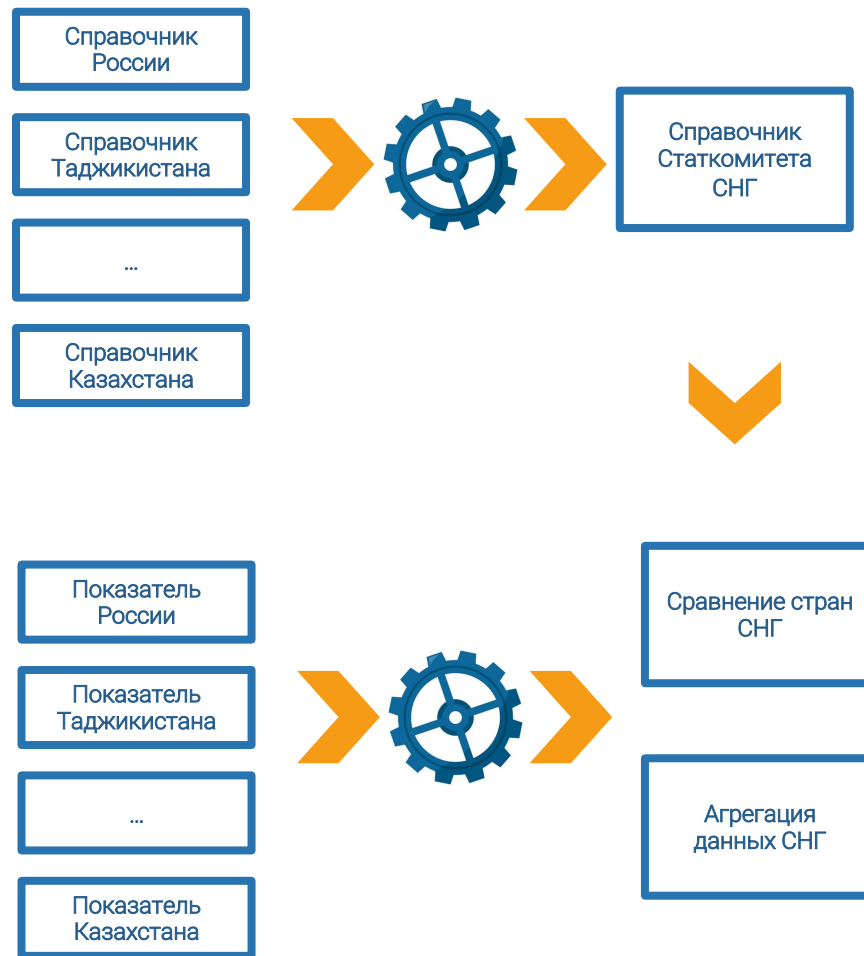 Справочник
России
Справочник
Таджикистана
...
Справочник
Казахстана
Справочник
Статкомитета
СНГ
Показатель
России
Показатель
Таджикистана
...
Показатель
Казахстана
Сравнение стран
СНГ
Агрегация
данных СНГ